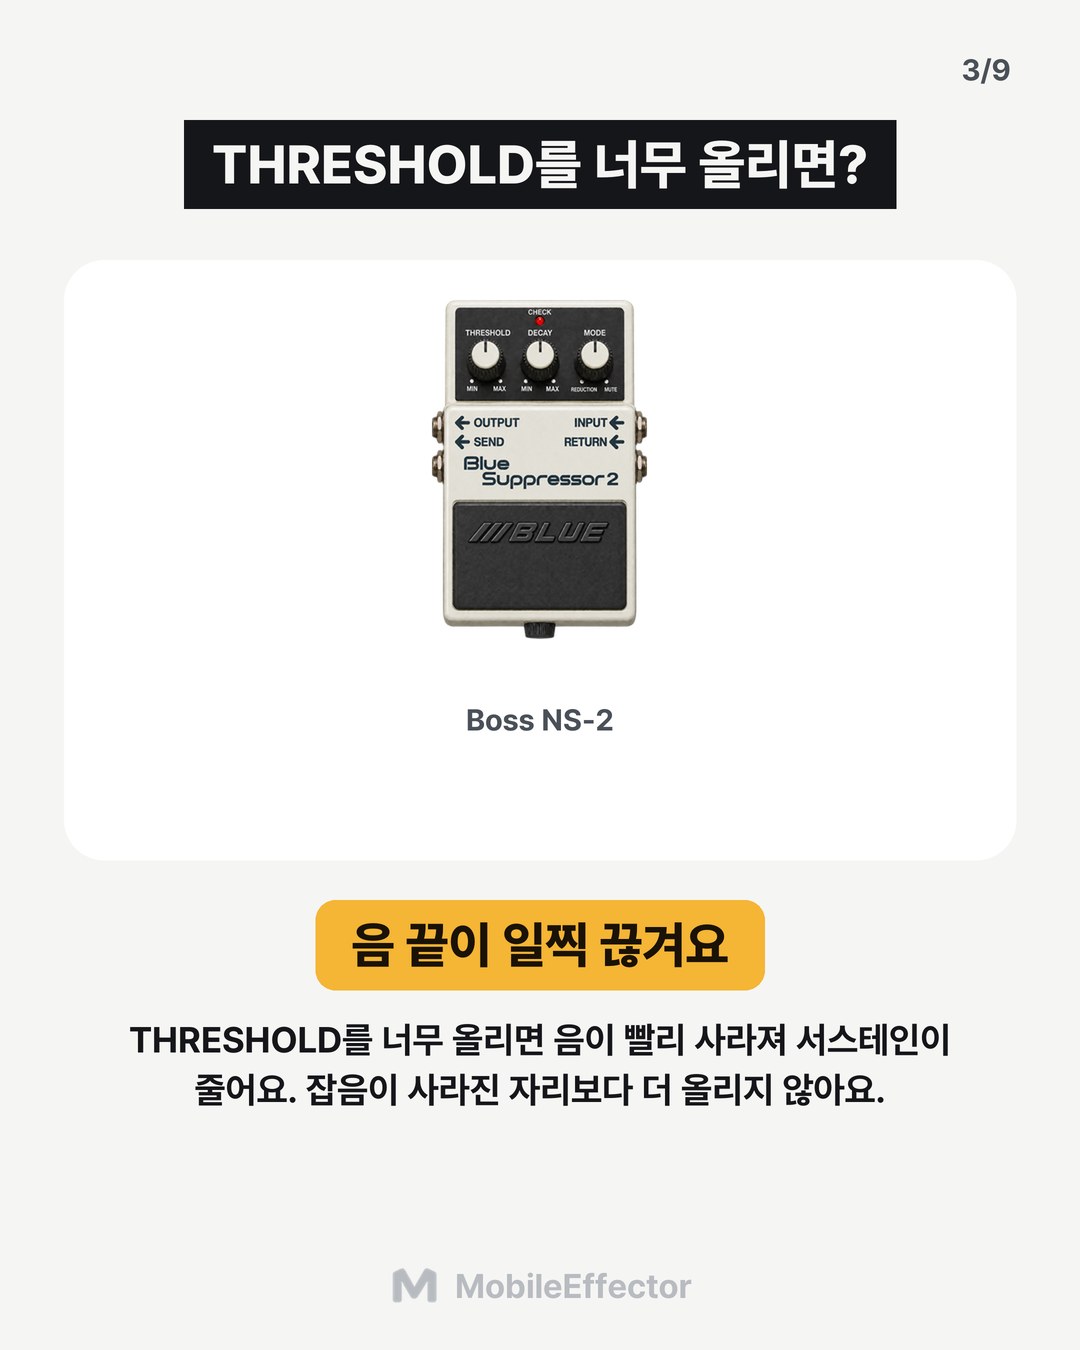 3/9
THRESHOLD를 너무 올리면?
CHECK
THRESHOLD DECAY MODE
MIN MAX MIN MAX REDUCTION MUTE
OUTPUT INPUT
SEND RETURN
Blue
Suppressor 2
BLUE
Boss NS-2
음 끝이 일찍 끊겨요
THRESHOLD를 너무 올리면 음이 빨리 사라져 서스테인이
줄어요. 잡음이 사라진 자리보다 더 올리지 않아요.
MobileEffector